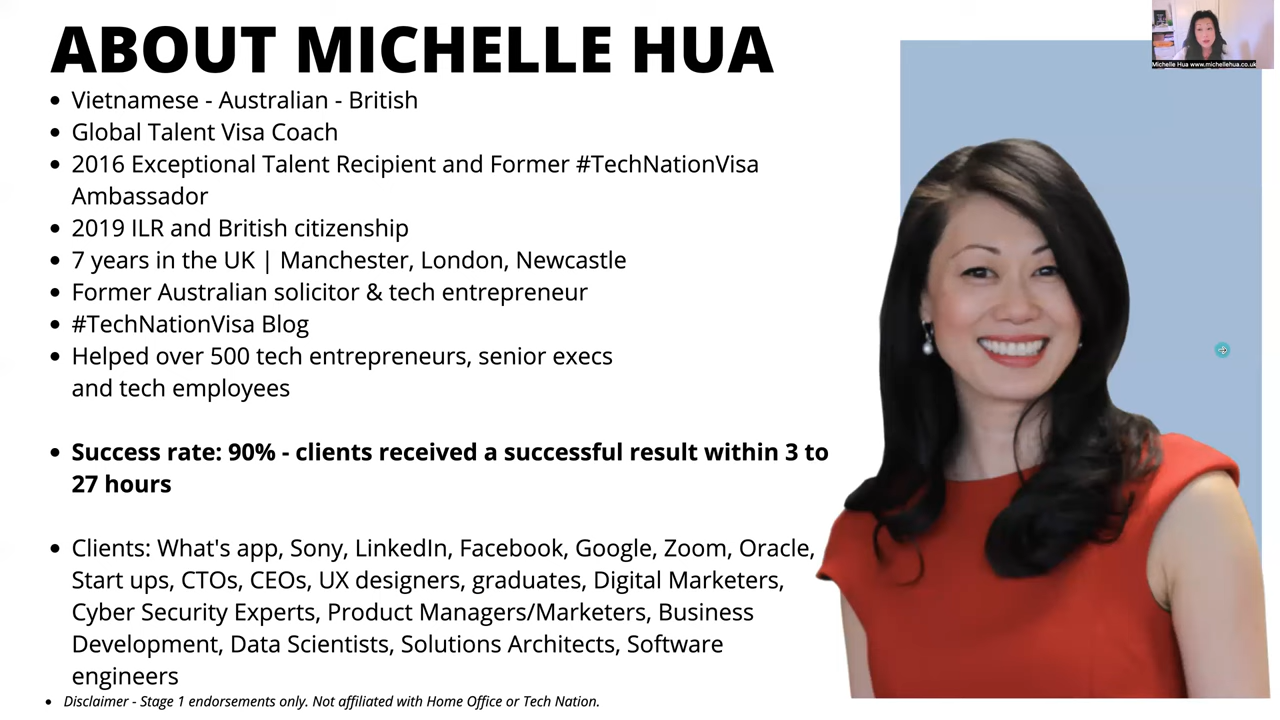 ABOUT MICHELLE HUA
Michelle Hua www.michellehua.co.uk
• Vietnamese - Australian - British
• Global Talent Visa Coach
• 2016 Exceptional Talent Recipient and Former #TechNationVisa
Ambassador
• 2019 ILR and British citizenship
• 7 years in the UK | Manchester, London, Newcastle
• Former Australian solicitor & tech entrepreneur
• #TechNationVisa Blog
• Helped over 500 tech entrepreneurs, senior execs
and tech employees
• Success rate: 90% - clients received a successful result within 3 to
27 hours
• Clients: What's app, Sony, LinkedIn, Facebook, Google, Zoom, Oracle,
Start ups, CTOs, CEOs, UX designers, graduates, Digital Marketers,
Cyber Security Experts, Product Managers/Marketers, Business
Development, Data Scientists, Solutions Architects, Software
engineers
• Disclaimer - Stage 1 endorsements only. Not affiliated with Home Office or Tech Nation.